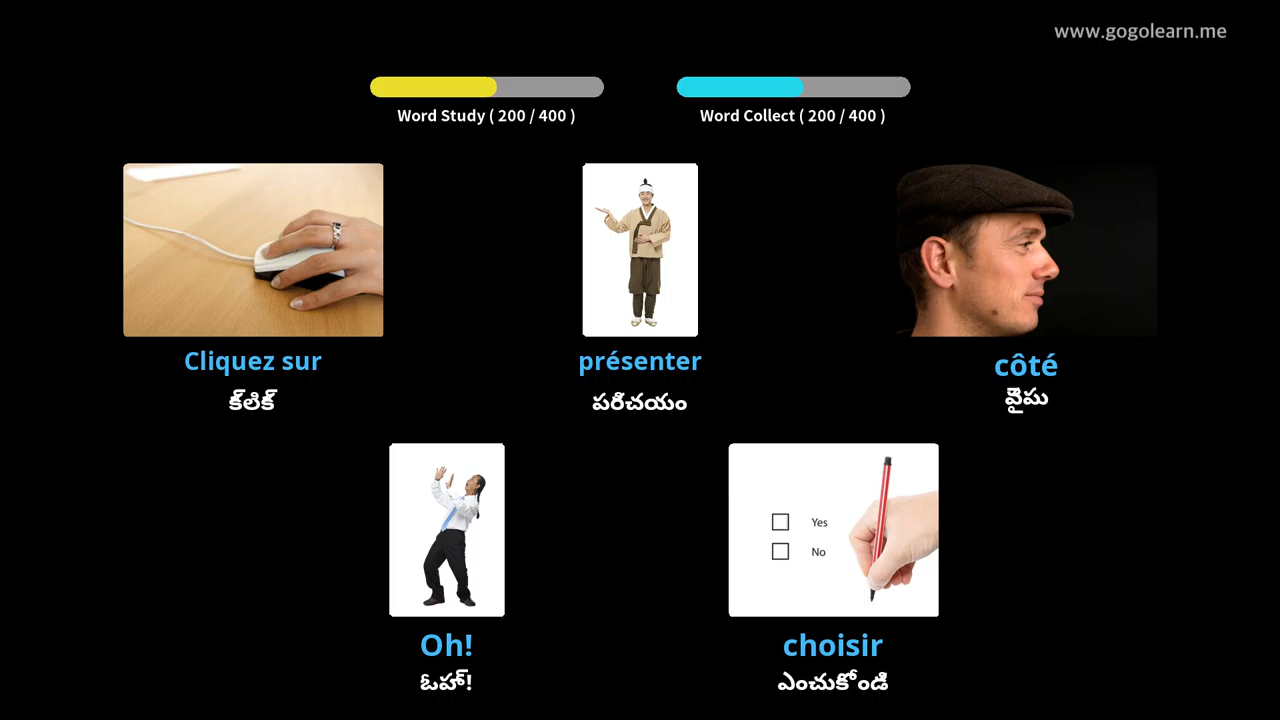 www.gogolearn.me
Word Study ( 200 / 400 )
Word Collect ( 200 / 400 )
Cliquez sur
క్‌లిక్
présenter
పరిచయం
côté
వైపు
Yes
No
Oh!
ఓహ్!
choisir
ఎంచుకోండి